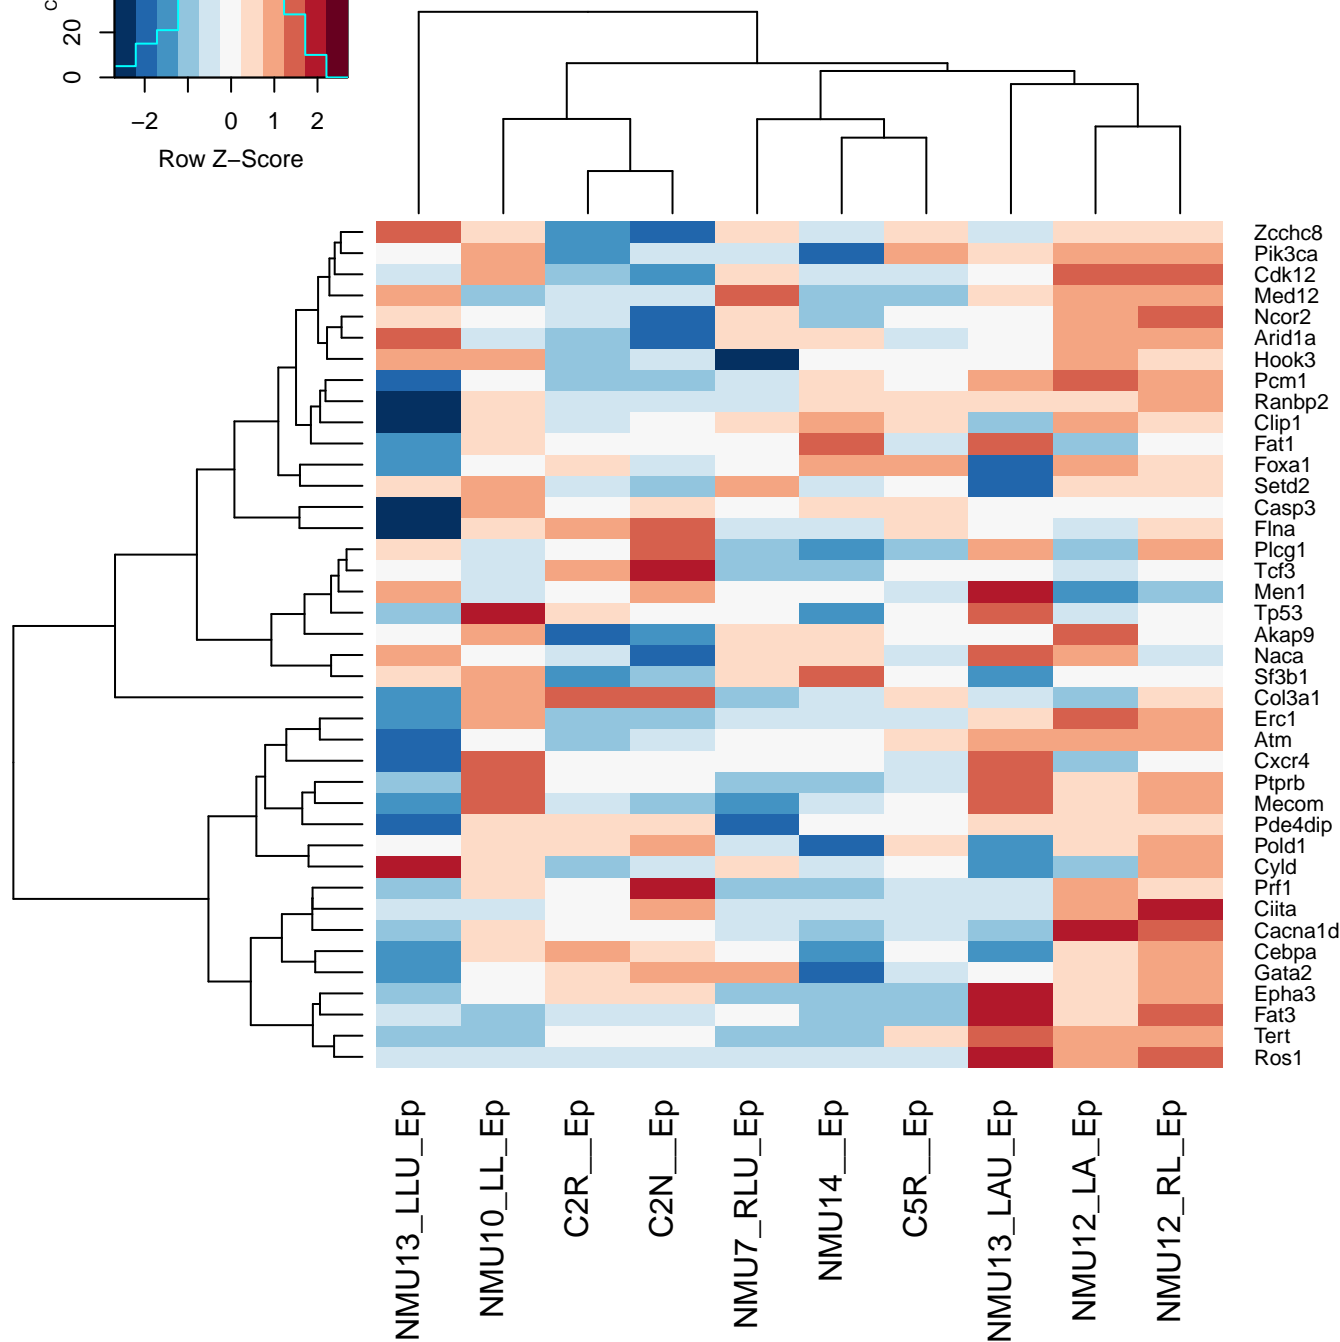 c
20
0
−2
0
1
2
Row Z−Score
Zcchc8
Pik3ca
Cdk12
Med12
Ncor2
Arid1a
Hook3
Pcm1
Ranbp2
Clip1
Fat1
Foxa1
Setd2
Casp3
Flna
Plcg1
Tcf3
Men1
Tp53
Akap9
Naca
Sf3b1
Col3a1
Erc1
Atm
Cxcr4
Ptprb
Mecom
Pde4dip
Pold1
Cyld
Prf1
Ciita
Cacna1d
Cebpa
Gata2
Epha3
Fat3
Tert
Ros1
NMU13_LLU_Ep
NMU10_LL_Ep
C2R__Ep
C2N__Ep
NMU7_RLU_Ep
NMU14__Ep
C5R__Ep
NMU13_LAU_Ep
NMU12_LA_Ep
NMU12_RL_Ep